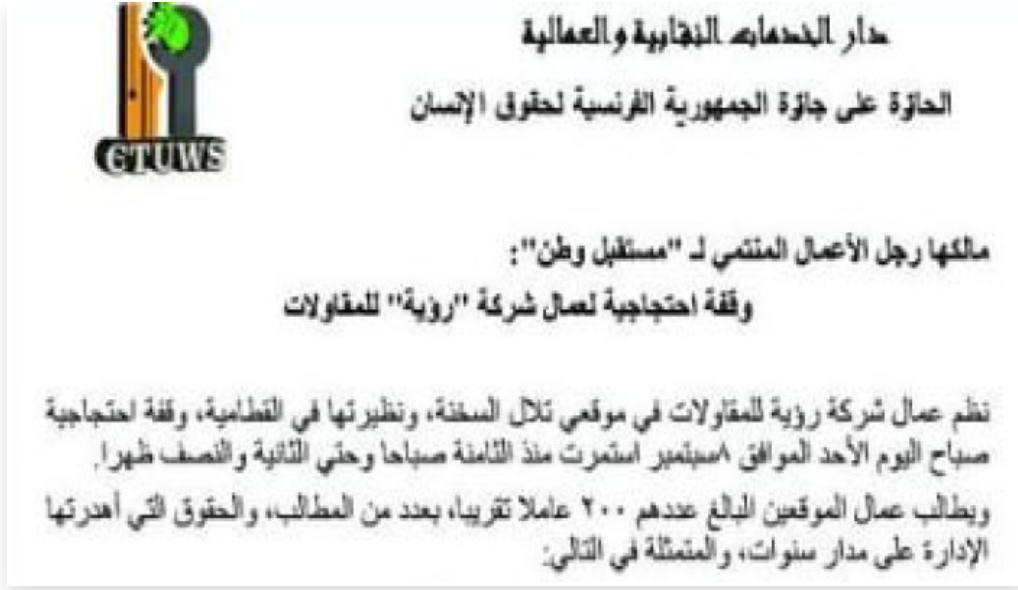 دار الخدمات النقابية والعمالية
الحائزة على جائزة الجمهورية الفرنسية لحقوق الإنسان
CTUWS
مالكها رجل الأعمال المنتمي لـ "مستقبل وطن":
وقفة احتجاجية لعمال شركة "رؤية" للمقاولات
نظم عمال شركة رؤية للمقاولات في موقعي تلال السخنة، ونظيرتها في القطامية، وقفة احتجاجية
صباح اليوم الأحد الموافق ٨سبتمبر استمرت منذ الثامنة صباحا وحتي الثانية والنصف ظهرا.
ويطالب عمال الموقعين البالغ عددهم ٢٠٠ عاملا تقريبا، بعدد من المطالب، والحقوق التي أهدرتها
الإدارة على مدار سنوات، والمتمثلة في التالي: